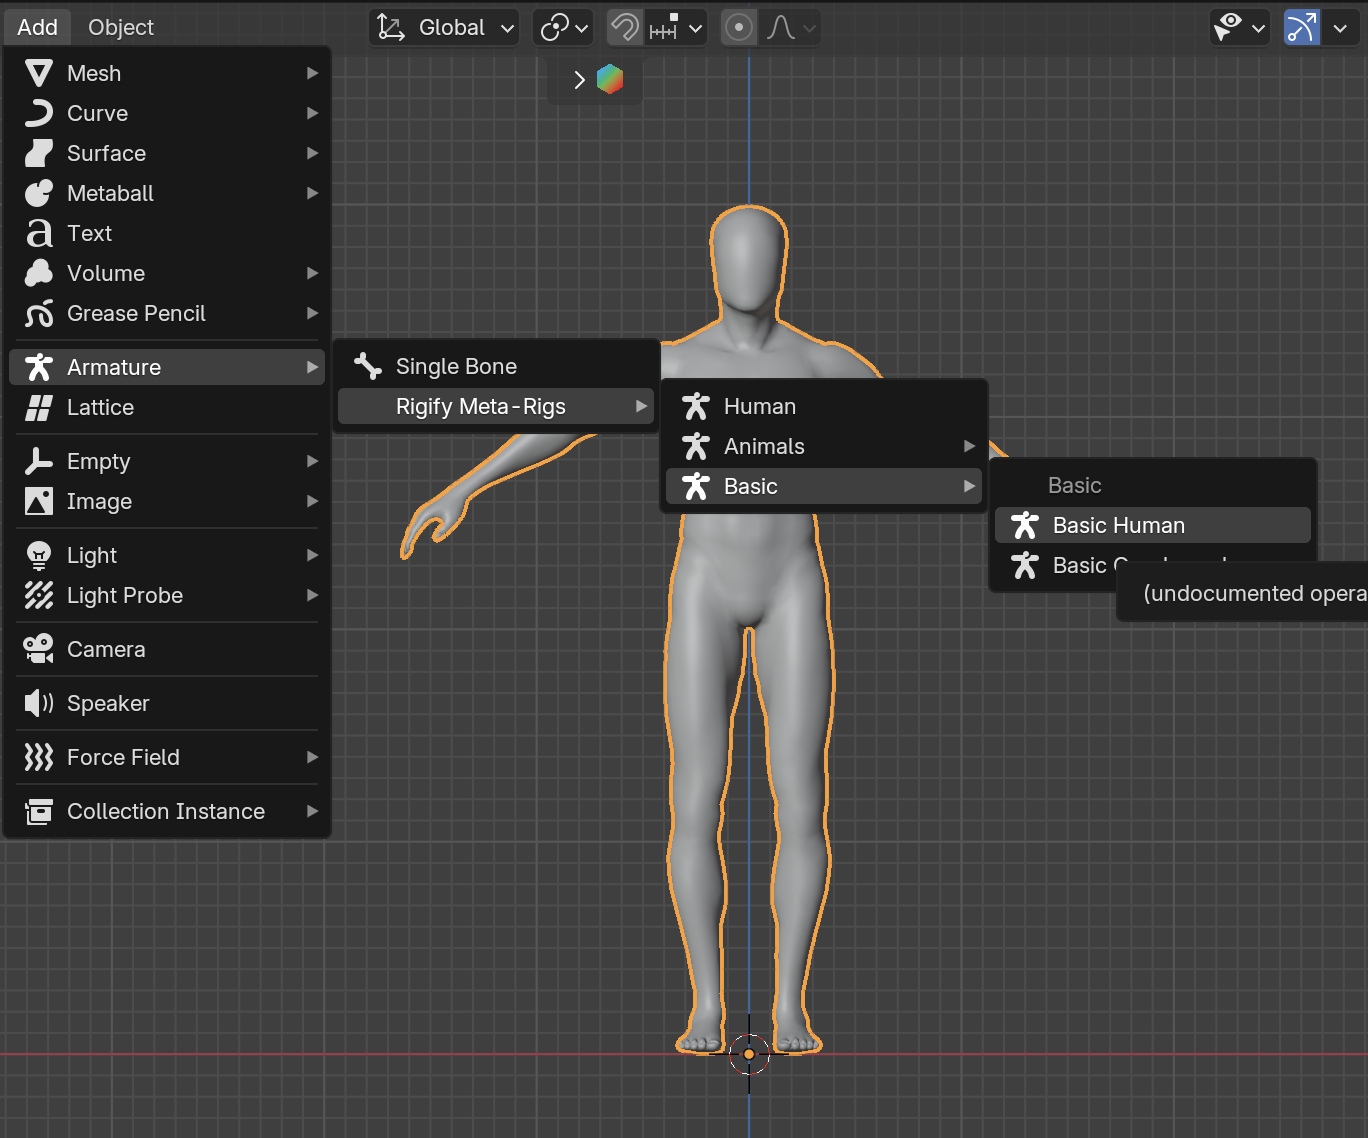 Add Object Global
Mesh
Curve
Surface
Metaball
Text
Volume
Grease Pencil
Armature
Lattice
Empty
Image
Light
Light Probe
Camera
Speaker
Force Field
Collection Instance
Single Bone
Rigify Meta-Rigs
Human
Animals
Basic
Basic
Basic Human
Basic
(undocumented opera